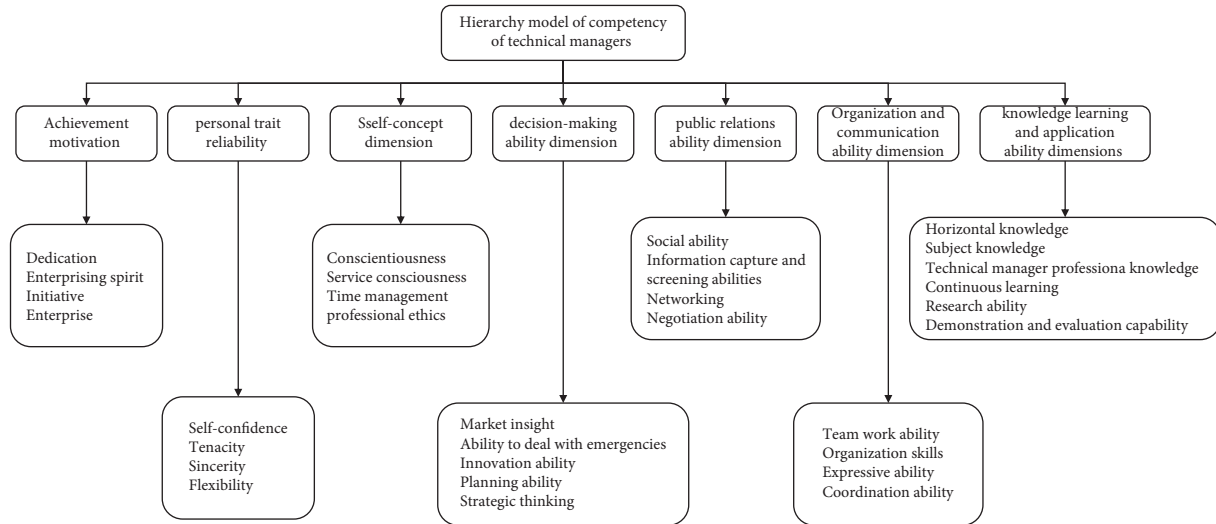 Hierarchy model of competency
of technical managers
Achievement
motivation
personal trait
reliability
Sself-concept
dimension
decision-making
ability dimension
public relations
ability dimension
Organization and
communication
ability dimension
knowledge learning
and application
ability dimensions
Dedication
Enterprising spirit
Initiative
Enterprise
Conscientiousness
Service consciousness
Time management
professional ethics
Social ability
Information capture and
screening abilities
Networking
Negotiation ability
Horizontal knowledge
Subject knowledge
Technical manager professiona knowledge
Continuous learning
Research ability
Demonstration and evaluation capability
Self-confidence
Tenacity
Sincerity
Flexibility
Market insight
Ability to deal with emergencies
Innovation ability
Planning ability
Strategic thinking
Team work ability
Organization skills
Expressive ability
Coordination ability